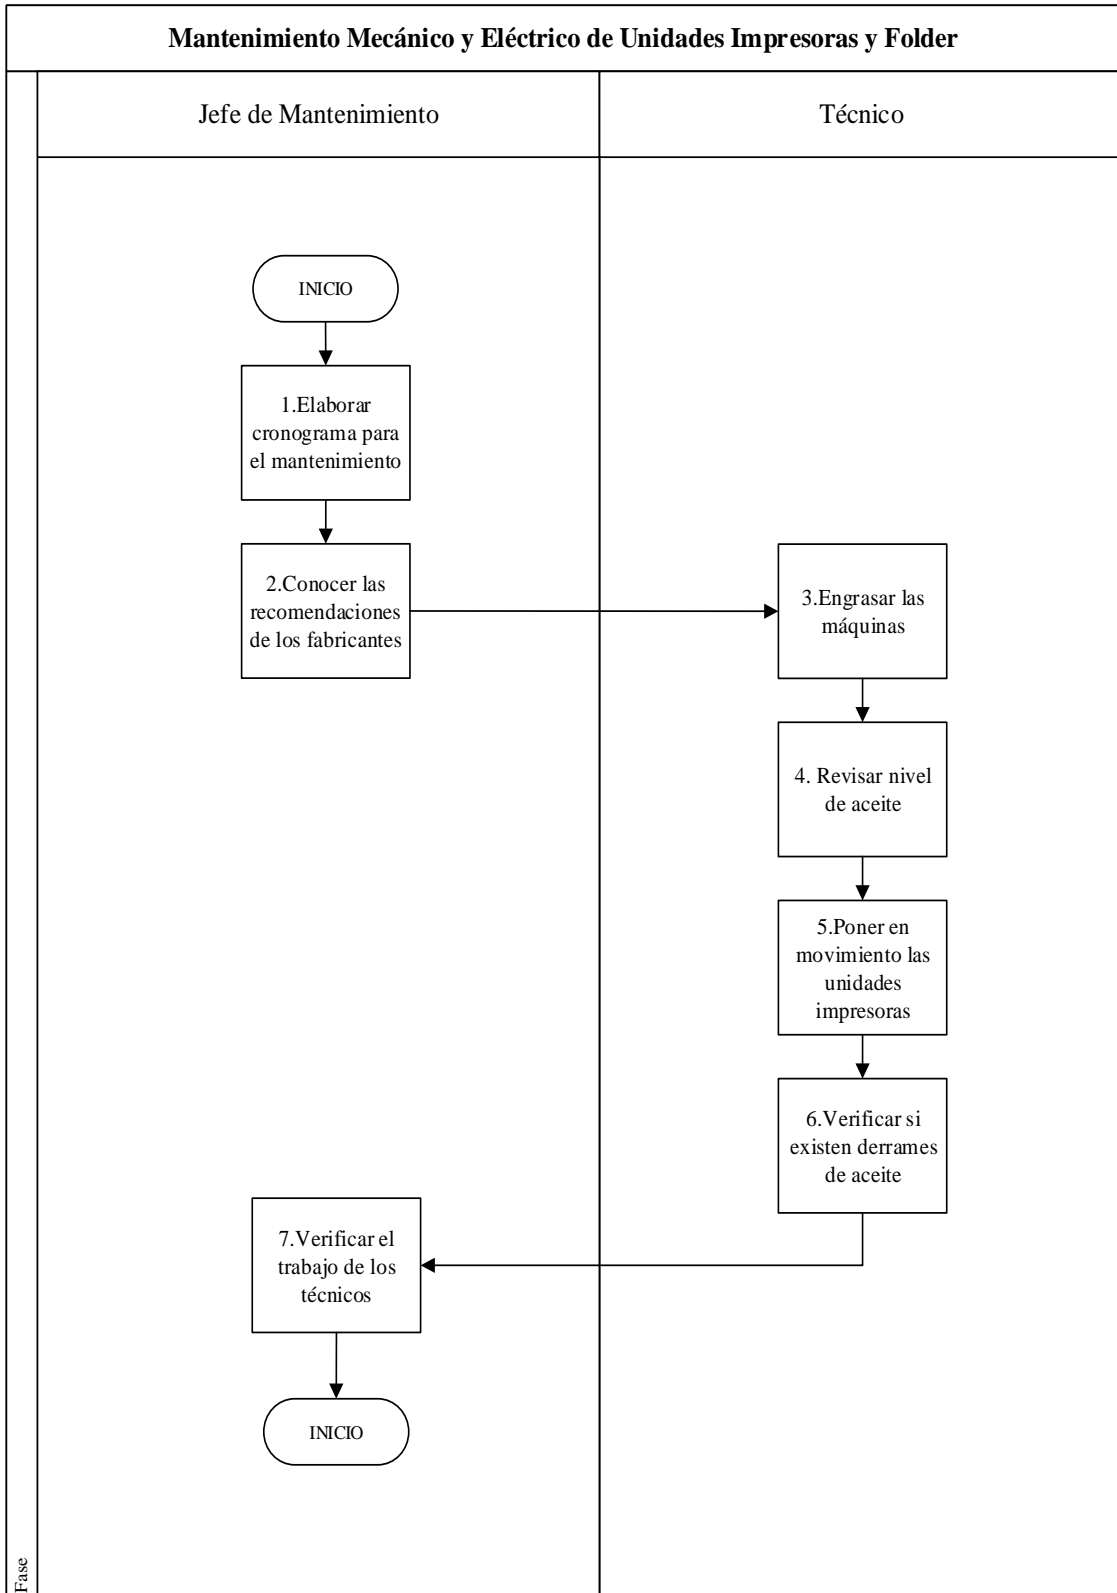 Mantenimiento Mecánico y Eléctrico de Unidades Impresoras y Folder
Jefe de Mantenimiento
Técnico
INICIO
1.Elaborar
cronograma para
el mantenimiento
2.Conocer las
recomendaciones
de los fabricantes
3.Engrasar las
máquinas
4. Revisar nivel
de aceite
5.Poner en
movimiento las
unidades
impresoras
6.Verificar si
existen derrames
de aceite
7.Verificar el
trabajo de los
técnicos
INICIO
Fase